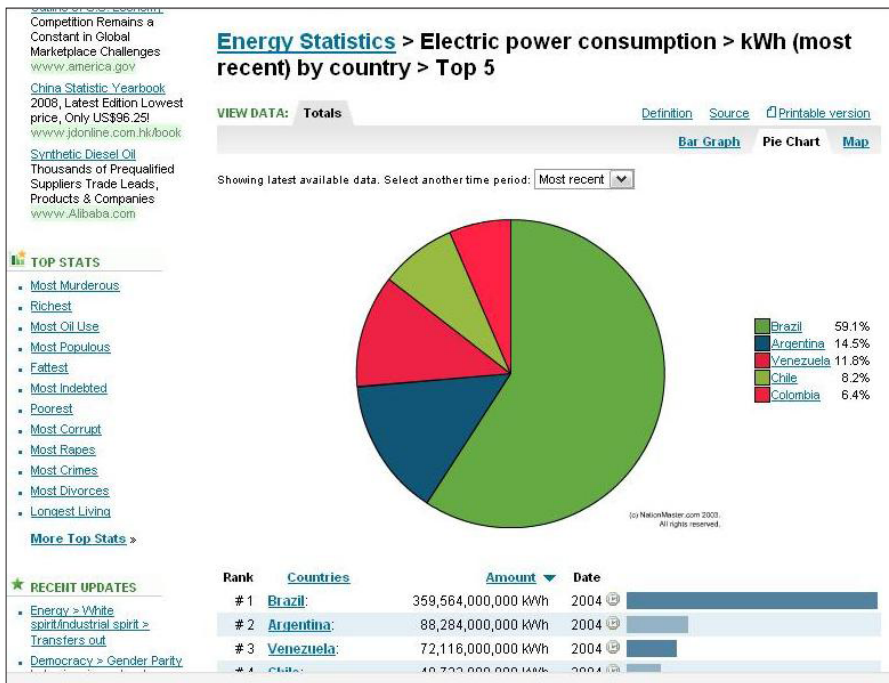 Competition Remains a
Constant in Global
Marketplace Challenges
www.america.gov
China Statistic Yearbook
2008, Latest Edition Lowest
price, Only US$96.25!
www.jdonline.com.hk/book
Synthetic Diesel Oil
Thousands of Prequalified
Suppliers Trade Leads,
Products & Companies
www.Alibaba.com
TOP STATS
Most Murderous
Richest
Most Oil Use
Most Populous
Fattest
Most Indebted
Poorest
Most Corrupt
Most Rapes
Most Crimes
Most Divorces
Longest Living
More Top Stats »
RECENT UPDATES
Energy > White
spirit/industrial spirit >
Transfers out
Democracy > Gender Parity
Energy Statistics > Electric power consumption > kWh (most
recent) by country > Top 5
VIEW DATA: Totals Definition Source Printable version
Bar Graph Pie Chart Map
Showing latest available data. Select another time period: Most recent
Brazil 59.1%
Argentina 14.5%
Venezuela 11.8%
Chile 8.2%
Colombia 6.4%
(c) NationMaster.com 2003.
All rights reserved.
Rank Countries Amount Date
# 1 Brazil: 359,564,000,000 kWh 2004
# 2 Argentina: 88,284,000,000 kWh 2004
# 3 Venezuela: 72,116,000,000 kWh 2004